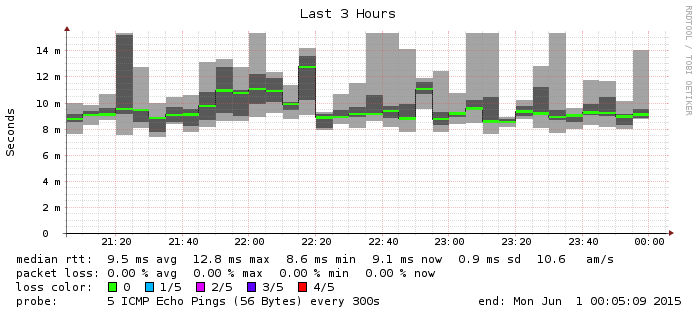 Last 3 Hours
RRDTOOL / TOBI OETIKER
Seconds
14 m
12 m
10 m
8 m
6 m
4 m
2 m
0
21:20 21:40 22:00 22:20 22:40 23:00 23:20 23:40 00:00
median rtt: 9.5 ms avg 12.8 ms max 8.6 ms min 9.1 ms now 0.9 ms sd 10.6 am/s
packet loss: 0.00 % avg 0.00 % max 0.00 % min 0.00 % now
loss color: 0 1/5 2/5 3/5 4/5
probe: 5 ICMP Echo Pings (56 Bytes) every 300s end: Mon Jun 1 00:05:09 2015